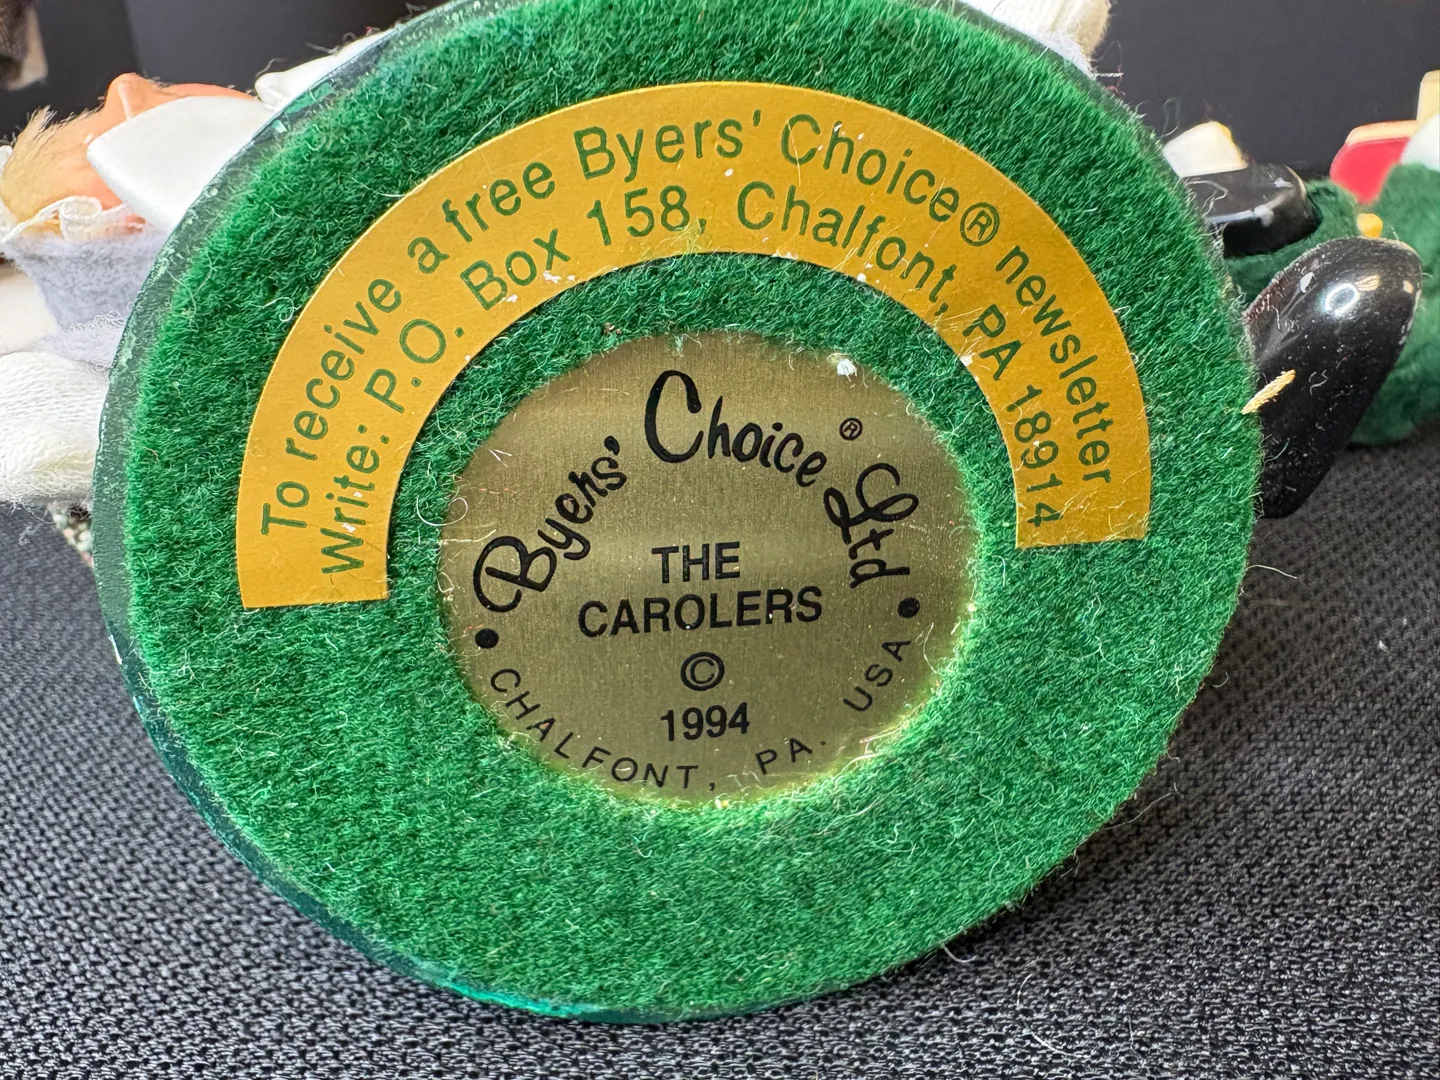 To receive a free Byers' Choice® newsletter
Write: P.O. Box 158, Chalfont, PA 18914
Byers' Choice ® Ltd
THE
CAROLERS
©
1994
• CHALFONT, PA. USA •